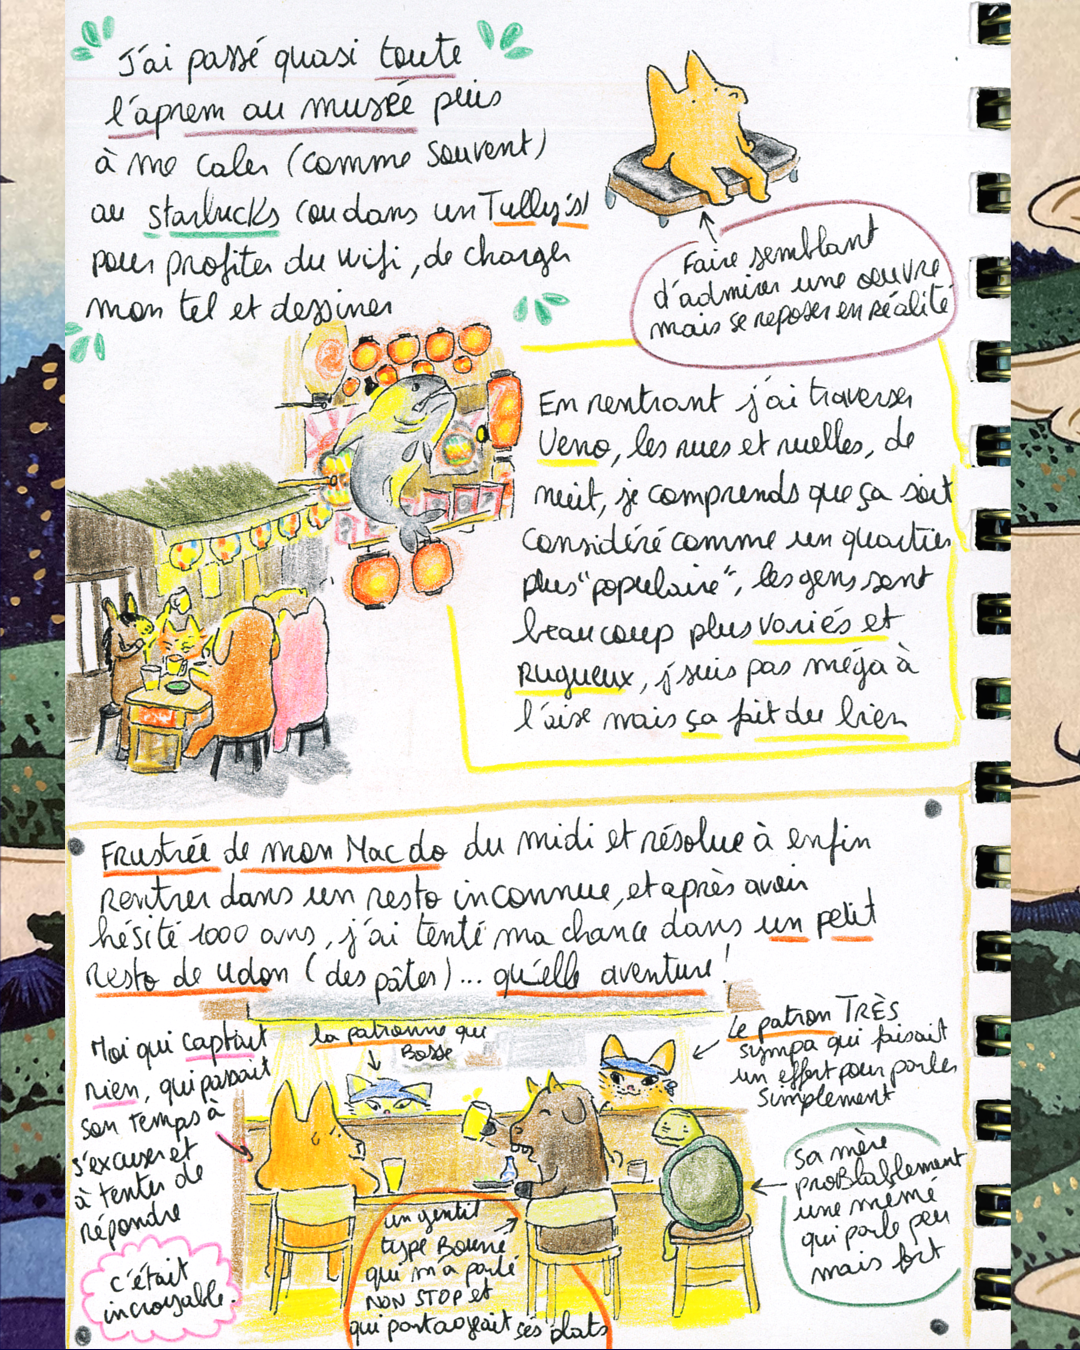 J'ai passé quasi toute
l'aprem au musée puis
à me caler (comme souvent)
au starbucks (ou dans un Tully's)
pour profiter du wifi, de charger
mon tel et dessiner
Faire semblant
d'admirer une oeuvre
mais se reposer en réalité
En rentrant j'ai traverser
Ueno, les rues et ruelles, de
nuit, je comprends que ça soit
considéré comme un quartier
plus "populaire", les gens sont
beaucoup plus variés et
Rugueux, j'suis pas méga à
l'aise mais ça fait du bien
Frustrée de mon Mac do du midi et résolue à enfin
rentrer dans un resto inconnue, et après avoir
hésité 1000 ans, j'ai tenté ma chance dans un petit
resto de udon (des pâtes)... qu'elle aventure!
Moi qui captait
rien, qui passait
son temps à
s'excuser et
à tenter de
répondre
c'était
incroyable.
la patronne qui
Bosse
Le patron TRÈS
sympa qui faisait
un effort pour parler
simplement
sa mère
proBlablement
une mémé
qui parle peu
mais fort
un gentil
type Bourré
qui m'a parlé
NON STOP et
qui partageait ses plats